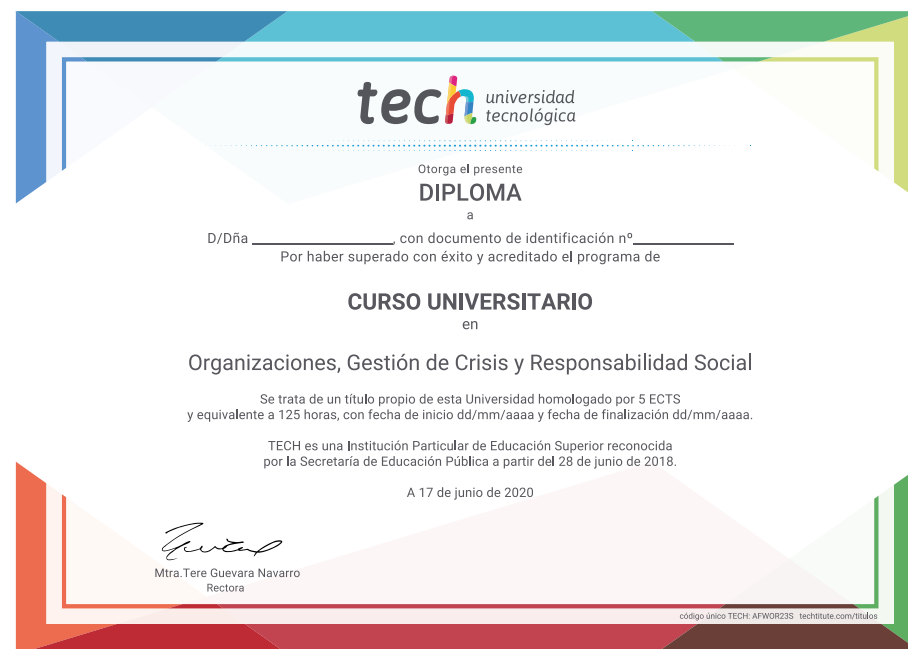 tech universidad
tecnológica
Otorga el presente
DIPLOMA
a
D/Dña ____________________, con documento de identificación nº______________
Por haber superado con éxito y acreditado el programa de
CURSO UNIVERSITARIO
en
Organizaciones, Gestión de Crisis y Responsabilidad Social
Se trata de un título propio de esta Universidad homologado por 5 ECTS
y equivalente a 125 horas, con fecha de inicio dd/mm/aaaa y fecha de finalización dd/mm/aaaa.
TECH es una Institución Particular de Educación Superior reconocida
por la Secretaría de Educación Pública a partir del 28 de junio de 2018.
A 17 de junio de 2020
Mtra.Tere Guevara Navarro
Rectora
código único TECH: AFWOR23S techtitute.com/titulos